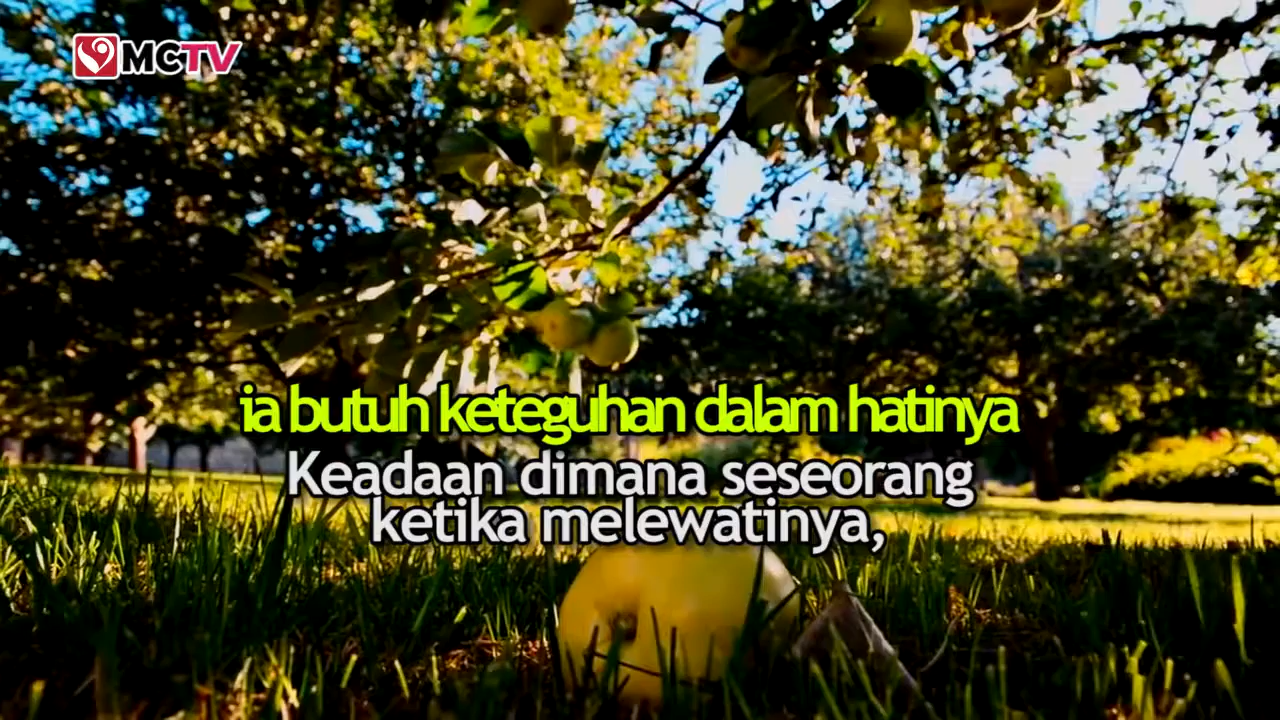 MCTV
ia butuh keteguhan dalam hatinya
Keadaan dimana seseorang
ketika melewatinya,